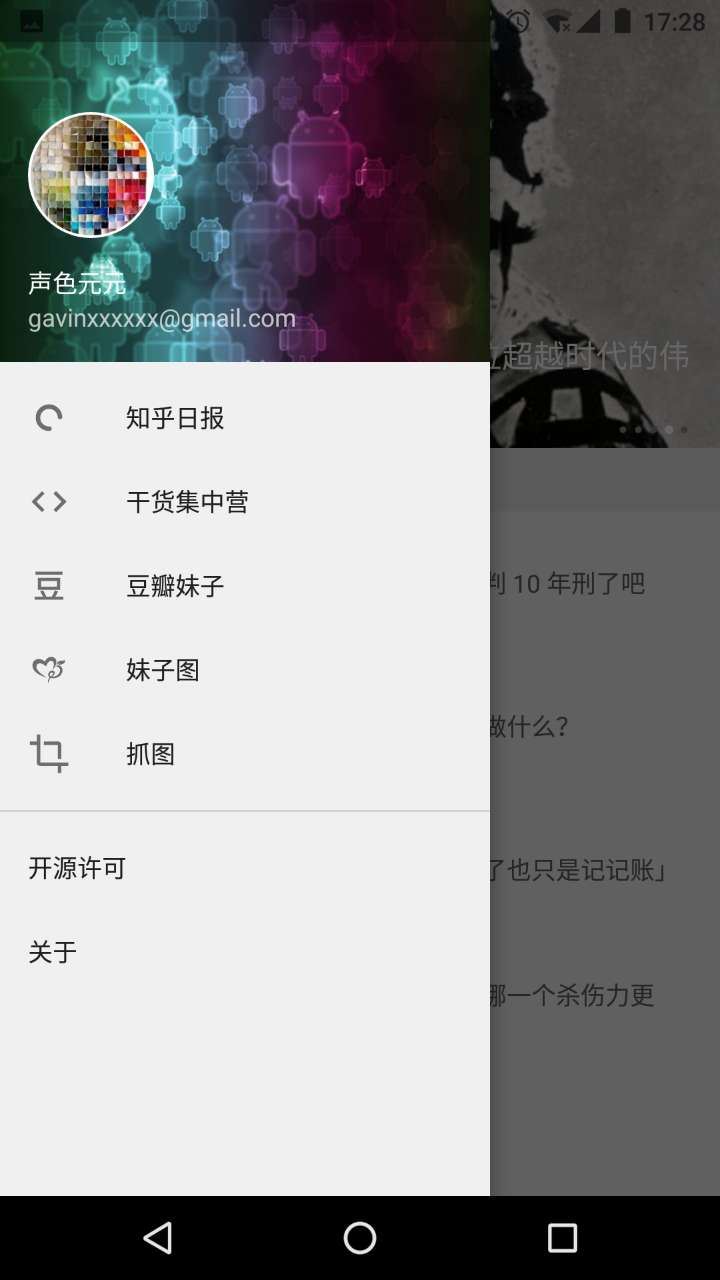 17:28
声色元元
gavinxxxxxx@gmail.com
超越时代的伟
知乎日报
干货集中营
豆 豆瓣妹子
判 10 年刑了吧
妹子图
做什么？
抓图
开源许可
了也只是记记账」
关于
哪一个杀伤力更